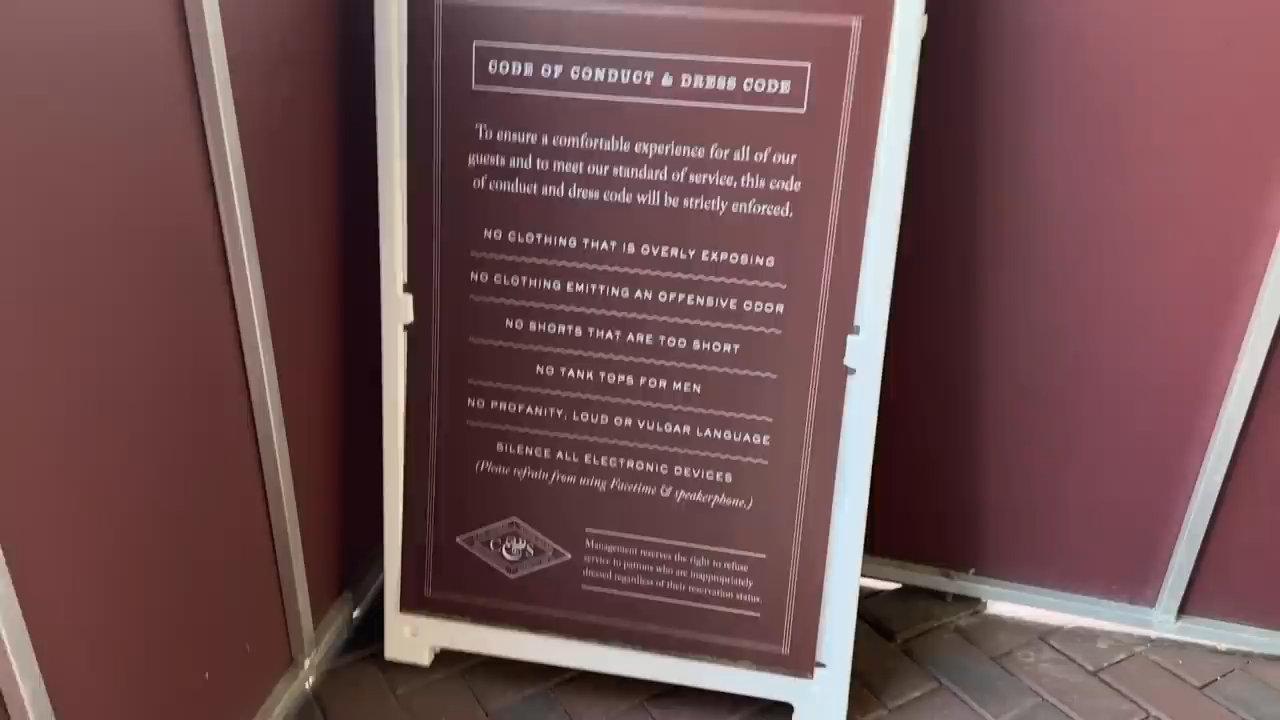 CODE OF CONDUCT & DRESS CODE
To ensure a comfortable experience for all of our
guests and to meet our standard of service, this code
of conduct and dress code will be strictly enforced.
NO CLOTHING THAT IS OVERLY EXPOSING
NO CLOTHING EMITTING AN OFFENSIVE ODOR
NO SHORTS THAT ARE TOO SHORT
NO TANK TOPS FOR MEN
NO PROFANITY, LOUD OR VULGAR LANGUAGE
SILENCE ALL ELECTRONIC DEVICES
(Please refrain from using Facetime & speakerphone.)
C&S
Management reserves the right to refuse
service to patrons who are inappropriately
dressed regardless of their reservation status.